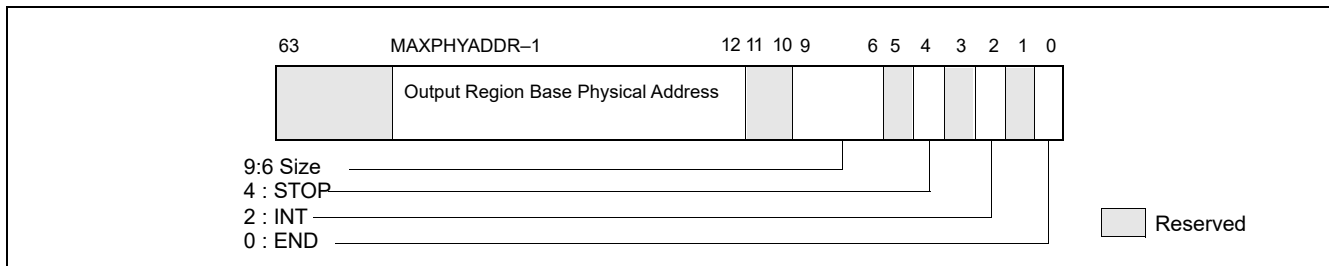 63 MAXPHYADDR–1 12 11 10 9 6 5 4 3 2 1 0
Output Region Base Physical Address
9:6 Size
4 : STOP
2 : INT
0 : END
Reserved